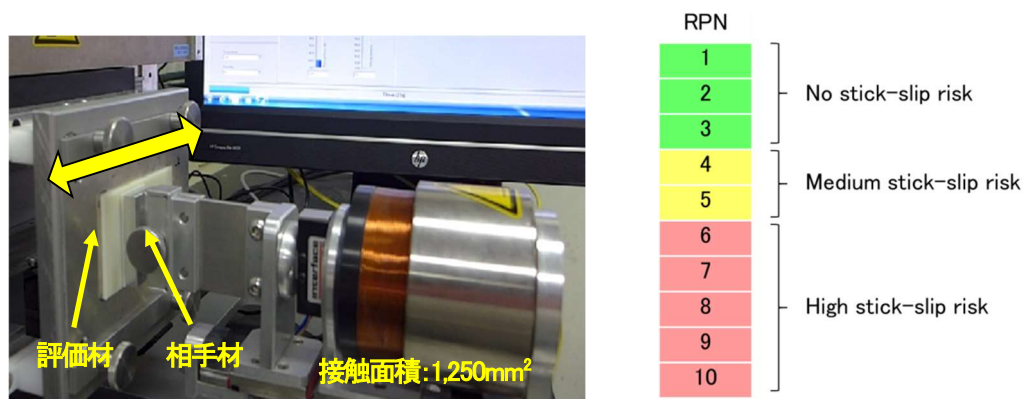 評価材
相手材
接触面積:1,250mm²
hp
interface
RPN
1
2
3
4
5
6
7
8
9
10
No stick-slip risk
Medium stick-slip risk
High stick-slip risk